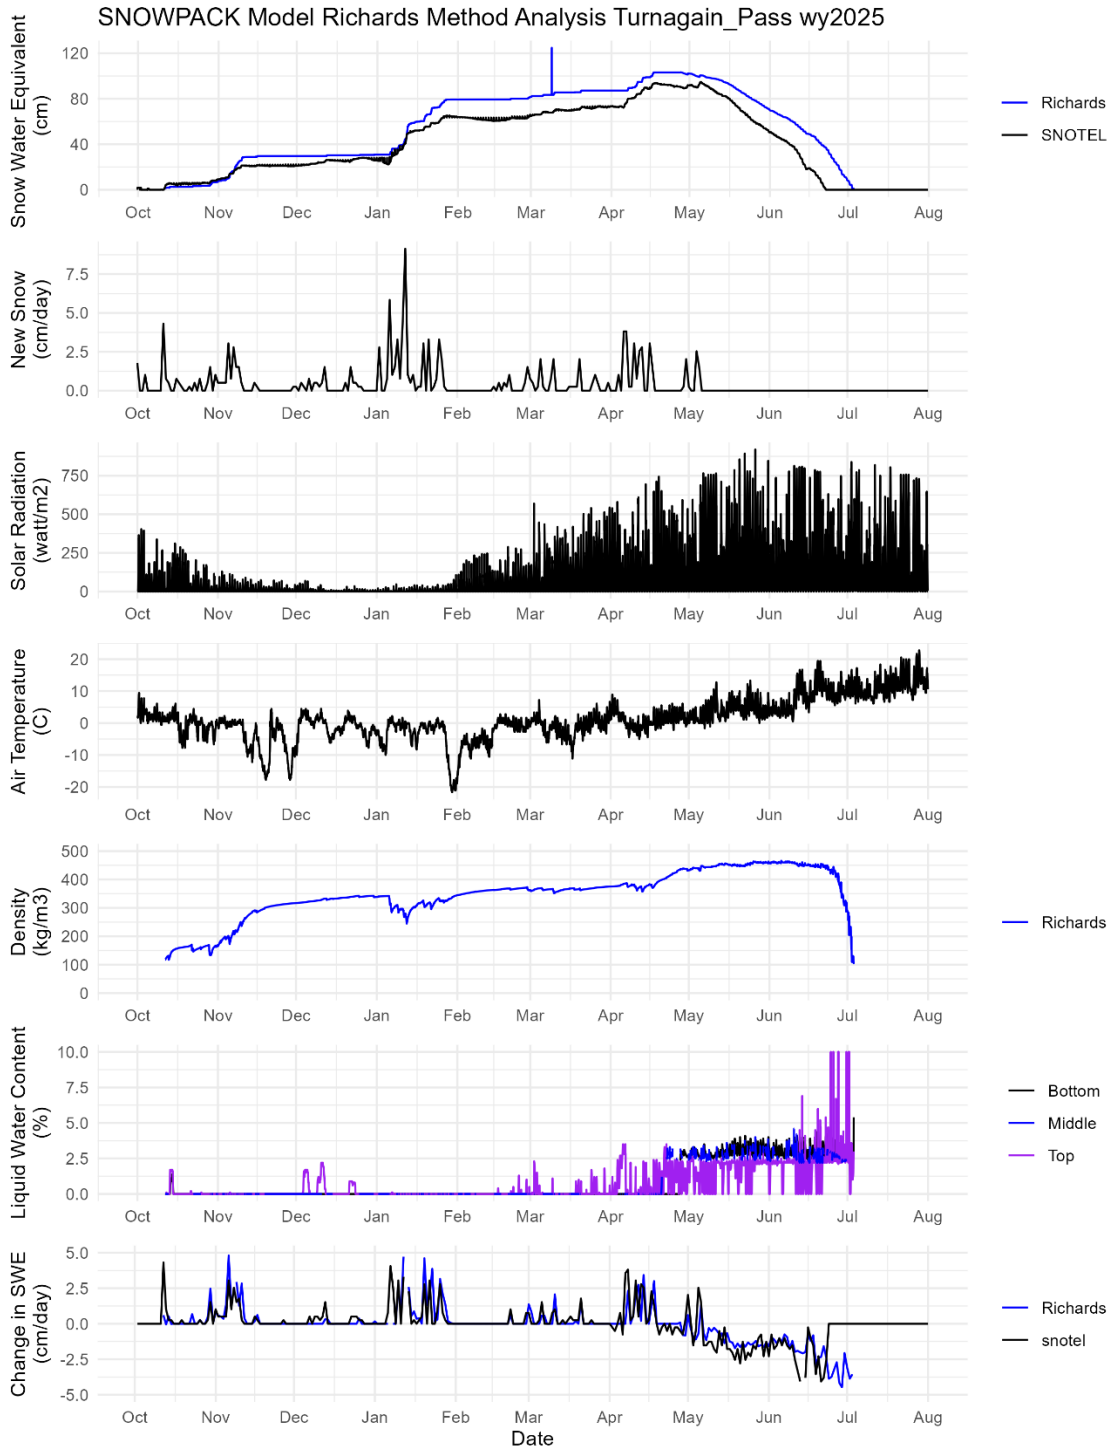 SNOWPACK Model Richards Method Analysis Turnagain_Pass wy2025
Snow Water Equivalent
(cm)
120
80
40
0
Oct Nov Dec Jan Feb Mar Apr May Jun Jul Aug
Richards
SNOTEL
New Snow
(cm/day)
7.5
5.0
2.5
0.0
Oct Nov Dec Jan Feb Mar Apr May Jun Jul Aug
Solar Radiation
(watt/m2)
750
500
250
0
Oct Nov Dec Jan Feb Mar Apr May Jun Jul Aug
Air Temperature
(C)
20
10
0
-10
-20
Oct Nov Dec Jan Feb Mar Apr May Jun Jul Aug
Density
(kg/m3)
500
400
300
200
100
0
Oct Nov Dec Jan Feb Mar Apr May Jun Jul Aug
Richards
Liquid Water Content
(%)
10.0
7.5
5.0
2.5
0.0
Oct Nov Dec Jan Feb Mar Apr May Jun Jul Aug
Bottom
Middle
Top
Change in SWE
(cm/day)
5.0
2.5
0.0
-2.5
-5.0
Oct Nov Dec Jan Feb Mar Apr May Jun Jul Aug
Date
Richards
snotel